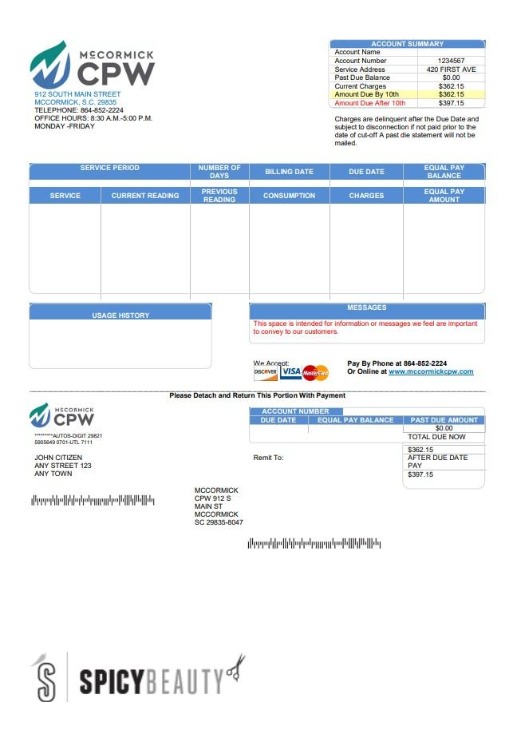 McCORMICK
CPW
912 SOUTH MAIN STREET
MCCORMICK, S.C. 29835
TELEPHONE: 864-852-2224
OFFICE HOURS: 8:30 A.M.-5:00 P.M.
MONDAY -FRIDAY
ACCOUNT SUMMARY
Account Name
Account Number 1234567
Service Address 420 FIRST AVE
Past Due Balance $0.00
Current Charges $362.15
Amount Due By 10th $362.15
Amount Due After 10th $397.15
Charges are delinquent after the Due Date and
subject to disconnection if not paid prior to the
date of cut-off A past die statement will not be
mailed.
SERVICE PERIOD NUMBER OF DAYS BILLING DATE DUE DATE EQUAL PAY BALANCE
SERVICE CURRENT READING PREVIOUS READING CONSUMPTION CHARGES EQUAL PAY AMOUNT
USAGE HISTORY
MESSAGES
This space is intended for information or messages we feel are important
to convey to our customers.
We Accept:
DISCOVER VISA MasterCard
Pay By Phone at 864-852-2224
Or Online at www.mccormickcpw.com
Please Detach and Return This Portion With Payment
McCORMICK
CPW
JOHN CITIZEN
ANY STREET 123
ANY TOWN
ACCOUNT NUMBER
DUE DATE EQUAL PAY BALANCE PAST DUE AMOUNT
$0.00
TOTAL DUE NOW
$362.15
AFTER DUE DATE
PAY
$397.15
Remit To:
MCCORMICK
CPW 912 S
MAIN ST
MCCORMICK
SC 29835-8047
S SPICYBEAUTY